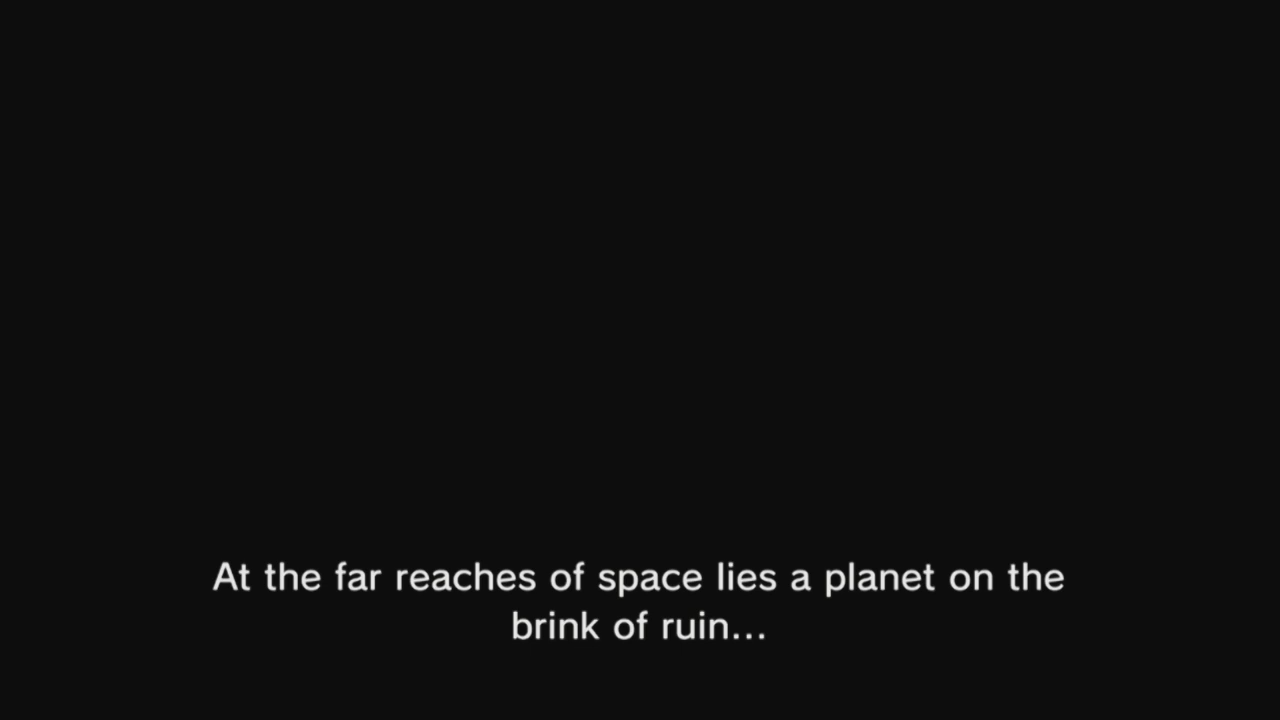 At the far reaches of space lies a planet on the
brink of ruin...